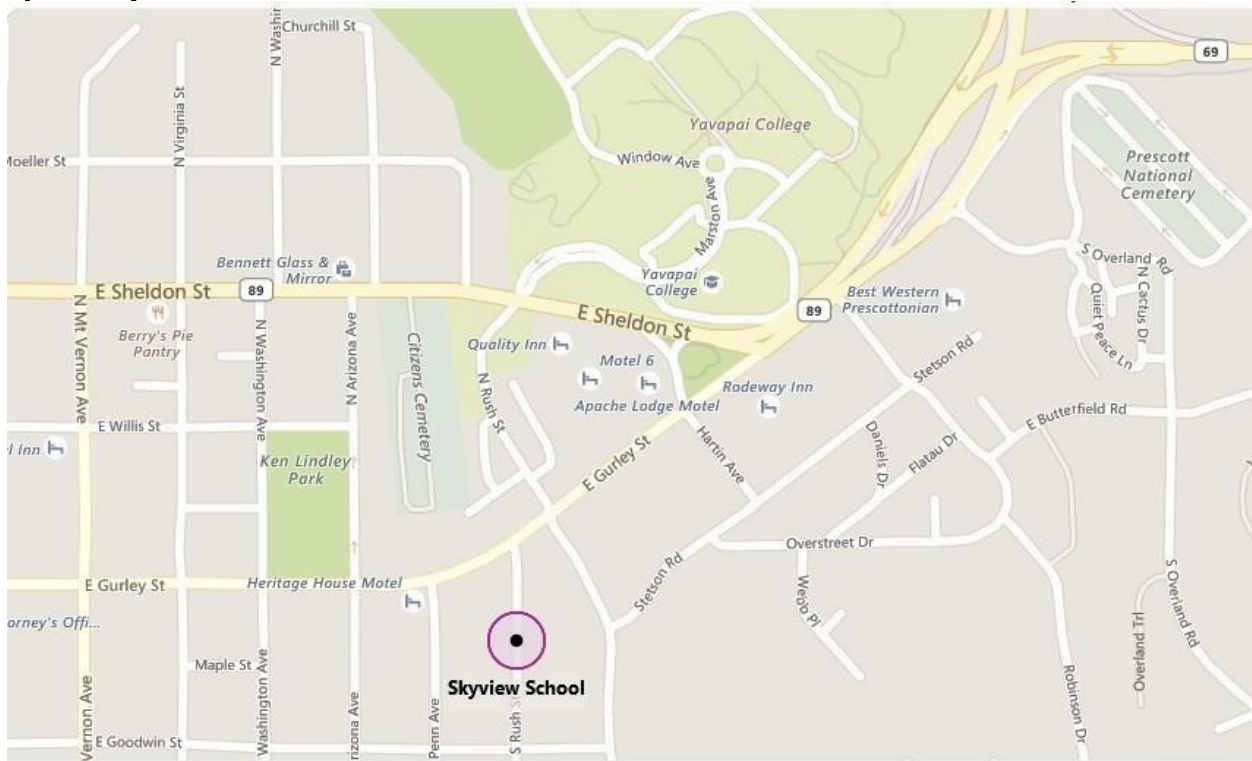 N Washin
Churchill St
69
N Virginia St
Yavapai College
Moeller St
Window Ave
Prescott
National
Cemetery
Marston Ave
Bennett Glass &
Mirror
S Overland Rd
E Sheldon St
89
Yavapai
College
N Cactus Dr
Quiet Peace Ln
Best Western
Prescottonian
89
E Sheldon St
Berry's Pie
Pantry
N Mt Vernon Ave
N Washington Ave
N Arizona Ave
Citizens Cemetery
Quality Inn
Motel 6
Stetson Rd
N Rush St
Apache Lodge Motel
Rodeway Inn
E Butterfield Rd
E Willis St
l Inn
Ken Lindley
Park
E Gurley St
Hartin Ave
Daniels Dr
Flatau Dr
Overstreet Dr
E Gurley St
Heritage House Motel
Stetson Rd
Webb Pl
S Overland Rd
Overland Trl
orney's Offi...
Maple St
Skyview School
Vernon Ave
Washington Ave
rizona Ave
Penn Ave
S Rush St
Robinson Dr
E Goodwin St